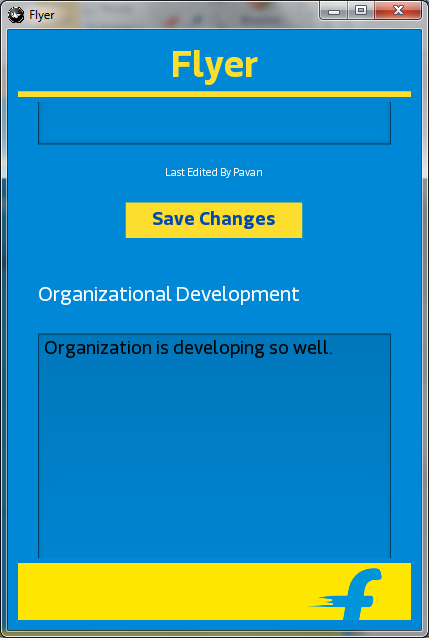 Flyer
Flyer
Last Edited By Pavan
Save Changes
Organizational Development
Organization is developing so well.
f